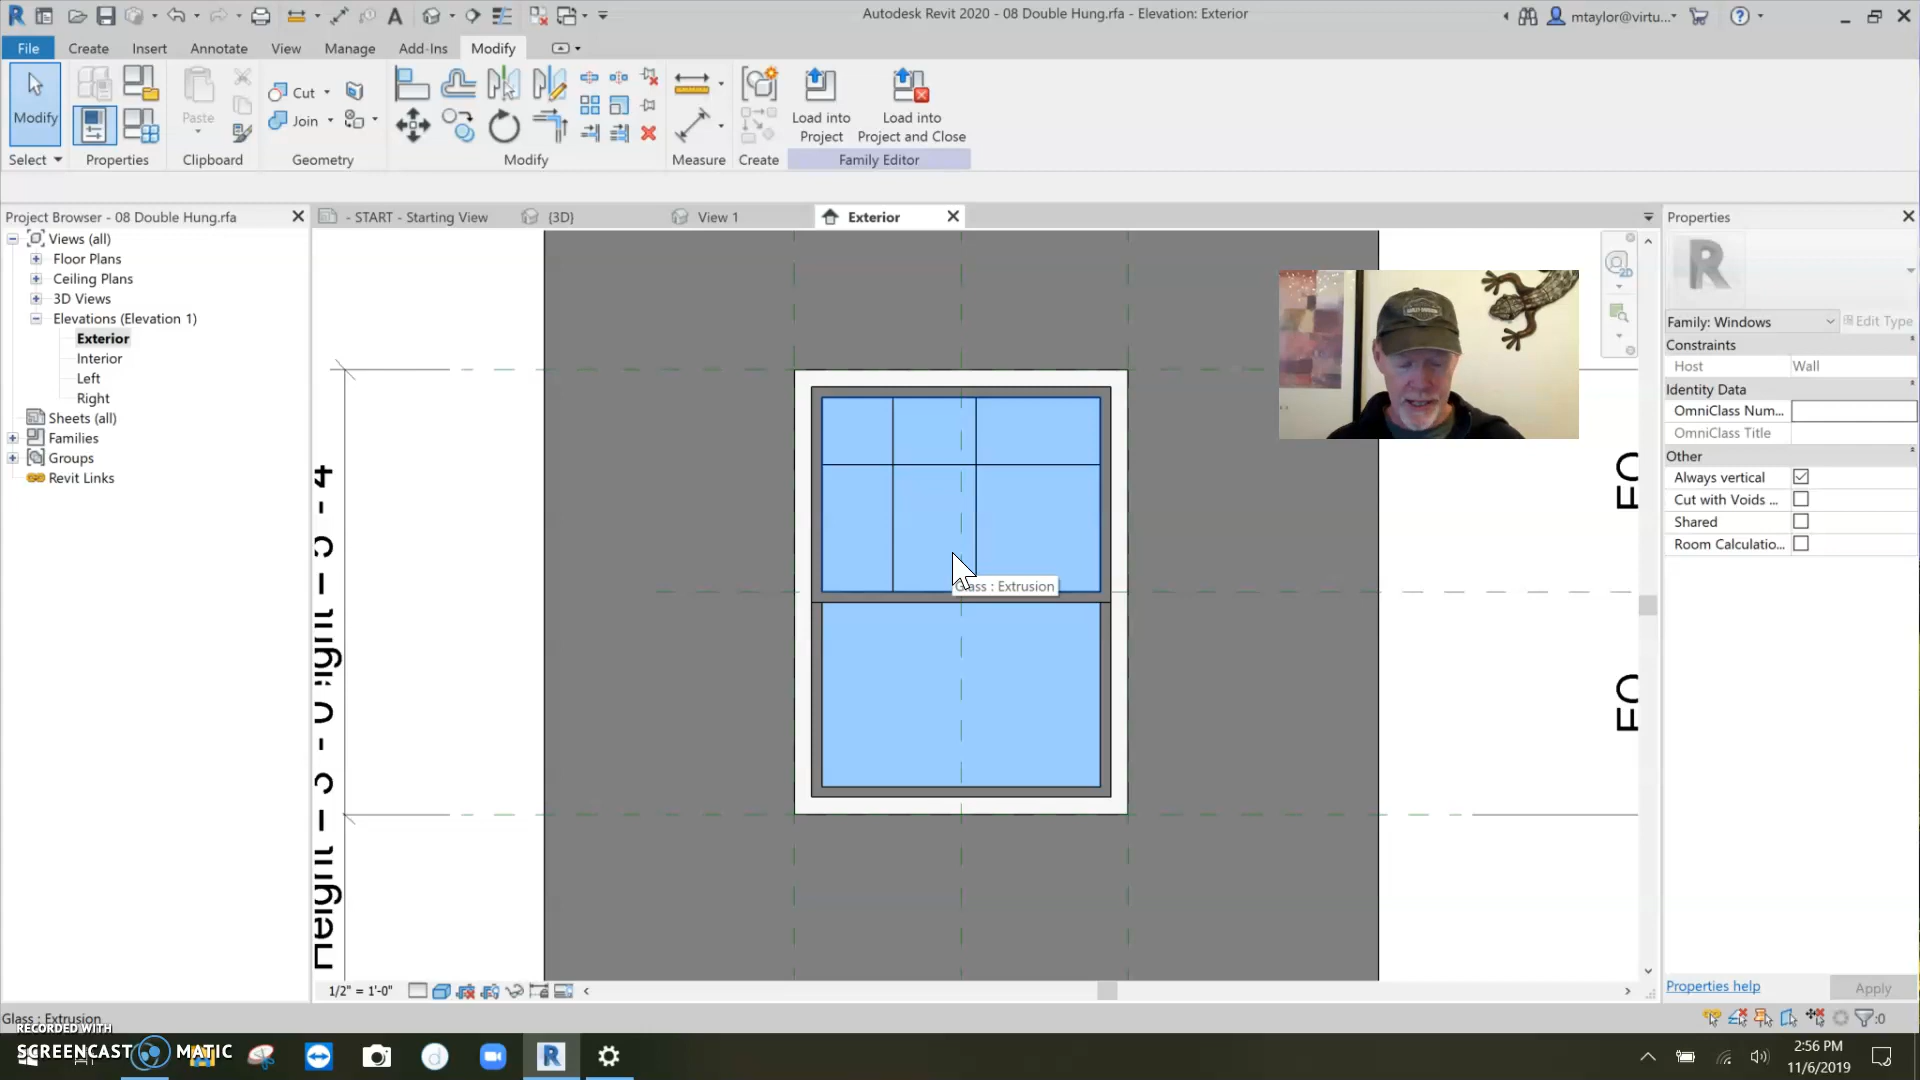 Autodesk Revit 2020 - 08 Double Hung.rfa - Elevation: Exterior
mtaylor@virtu...
File Create Insert Annotate View Manage Add-Ins Modify
Modify
Paste
Cut
Join
Load into Project
Load into Project and Close
Select Properties Clipboard Geometry Modify Measure Create Family Editor
Project Browser - 08 Double Hung.rfa
- START - Starting View {3D} View 1 Exterior
Properties
Views (all)
Floor Plans
Ceiling Plans
3D Views
Elevations (Elevation 1)
Exterior
Interior
Left
Right
Sheets (all)
Families
Groups
Revit Links
Glass : Extrusion
Family: Windows Edit Type
Constraints
Host Wall
Identity Data
OmniClass Num...
OmniClass Title
Other
Always vertical
Cut with Voids ...
Shared
Room Calculatio...
Properties help Apply
1/2" = 1'-0"
Glass : Extrusion
:0
RECORDED WITH
SCREENCAST MATIC
2:56 PM
11/6/2019